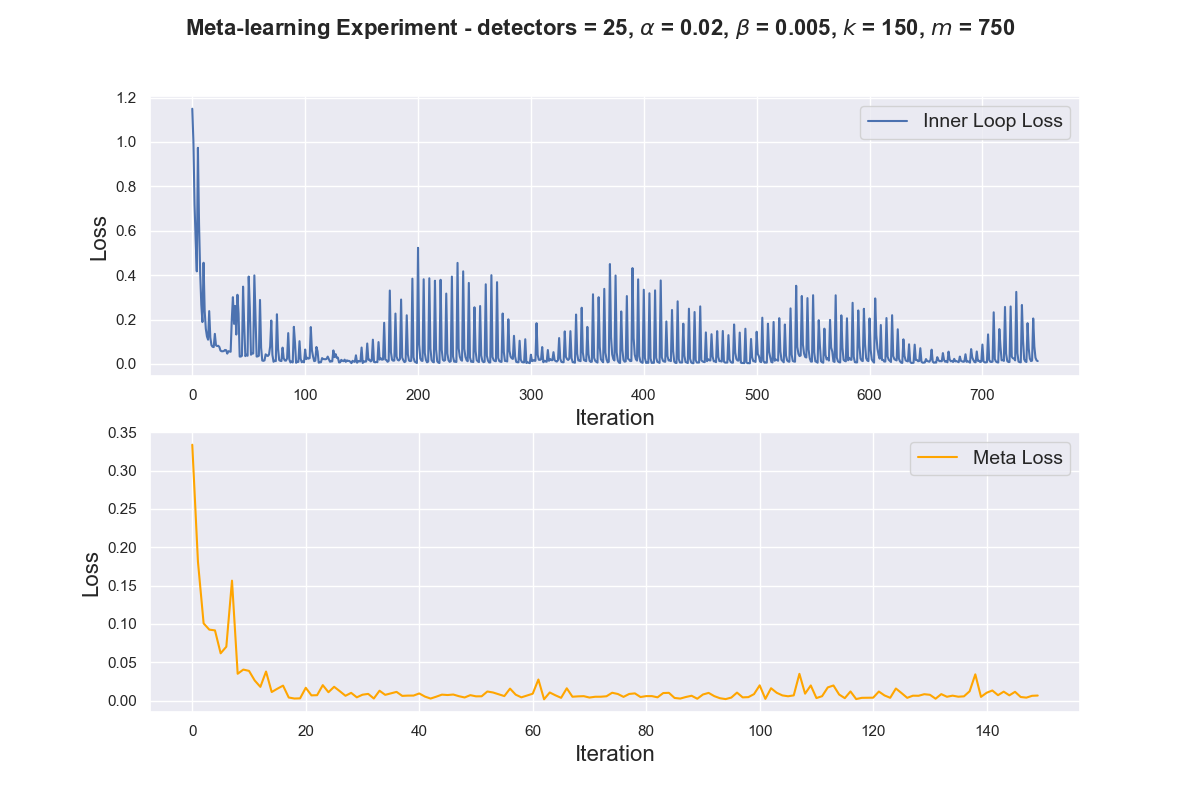 Meta-learning Experiment - detectors = 25, α = 0.02, β = 0.005, k = 150, m = 750
1.2
1.0
0.8
0.6
0.4
0.2
0.0
Loss
Inner Loop Loss
0 100 200 300 400 500 600 700
Iteration
0.35
0.30
0.25
0.20
0.15
0.10
0.05
0.00
Loss
Meta Loss
0 20 40 60 80 100 120 140
Iteration